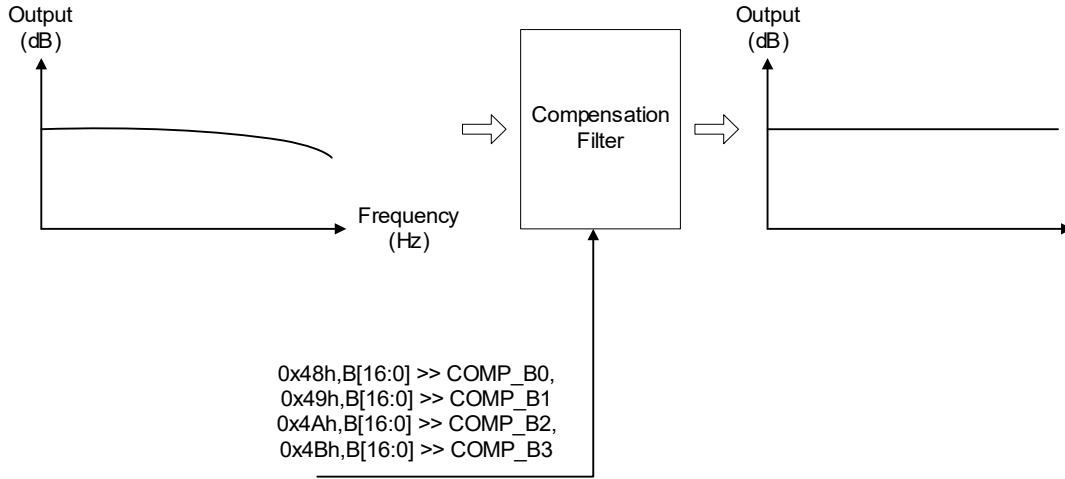 Output
(dB)
Frequency
(Hz)
Compensation
Filter
Output
(dB)
0x48h,B[16:0] >> COMP_B0,
0x49h,B[16:0] >> COMP_B1
0x4Ah,B[16:0] >> COMP_B2,
0x4Bh,B[16:0] >> COMP_B3